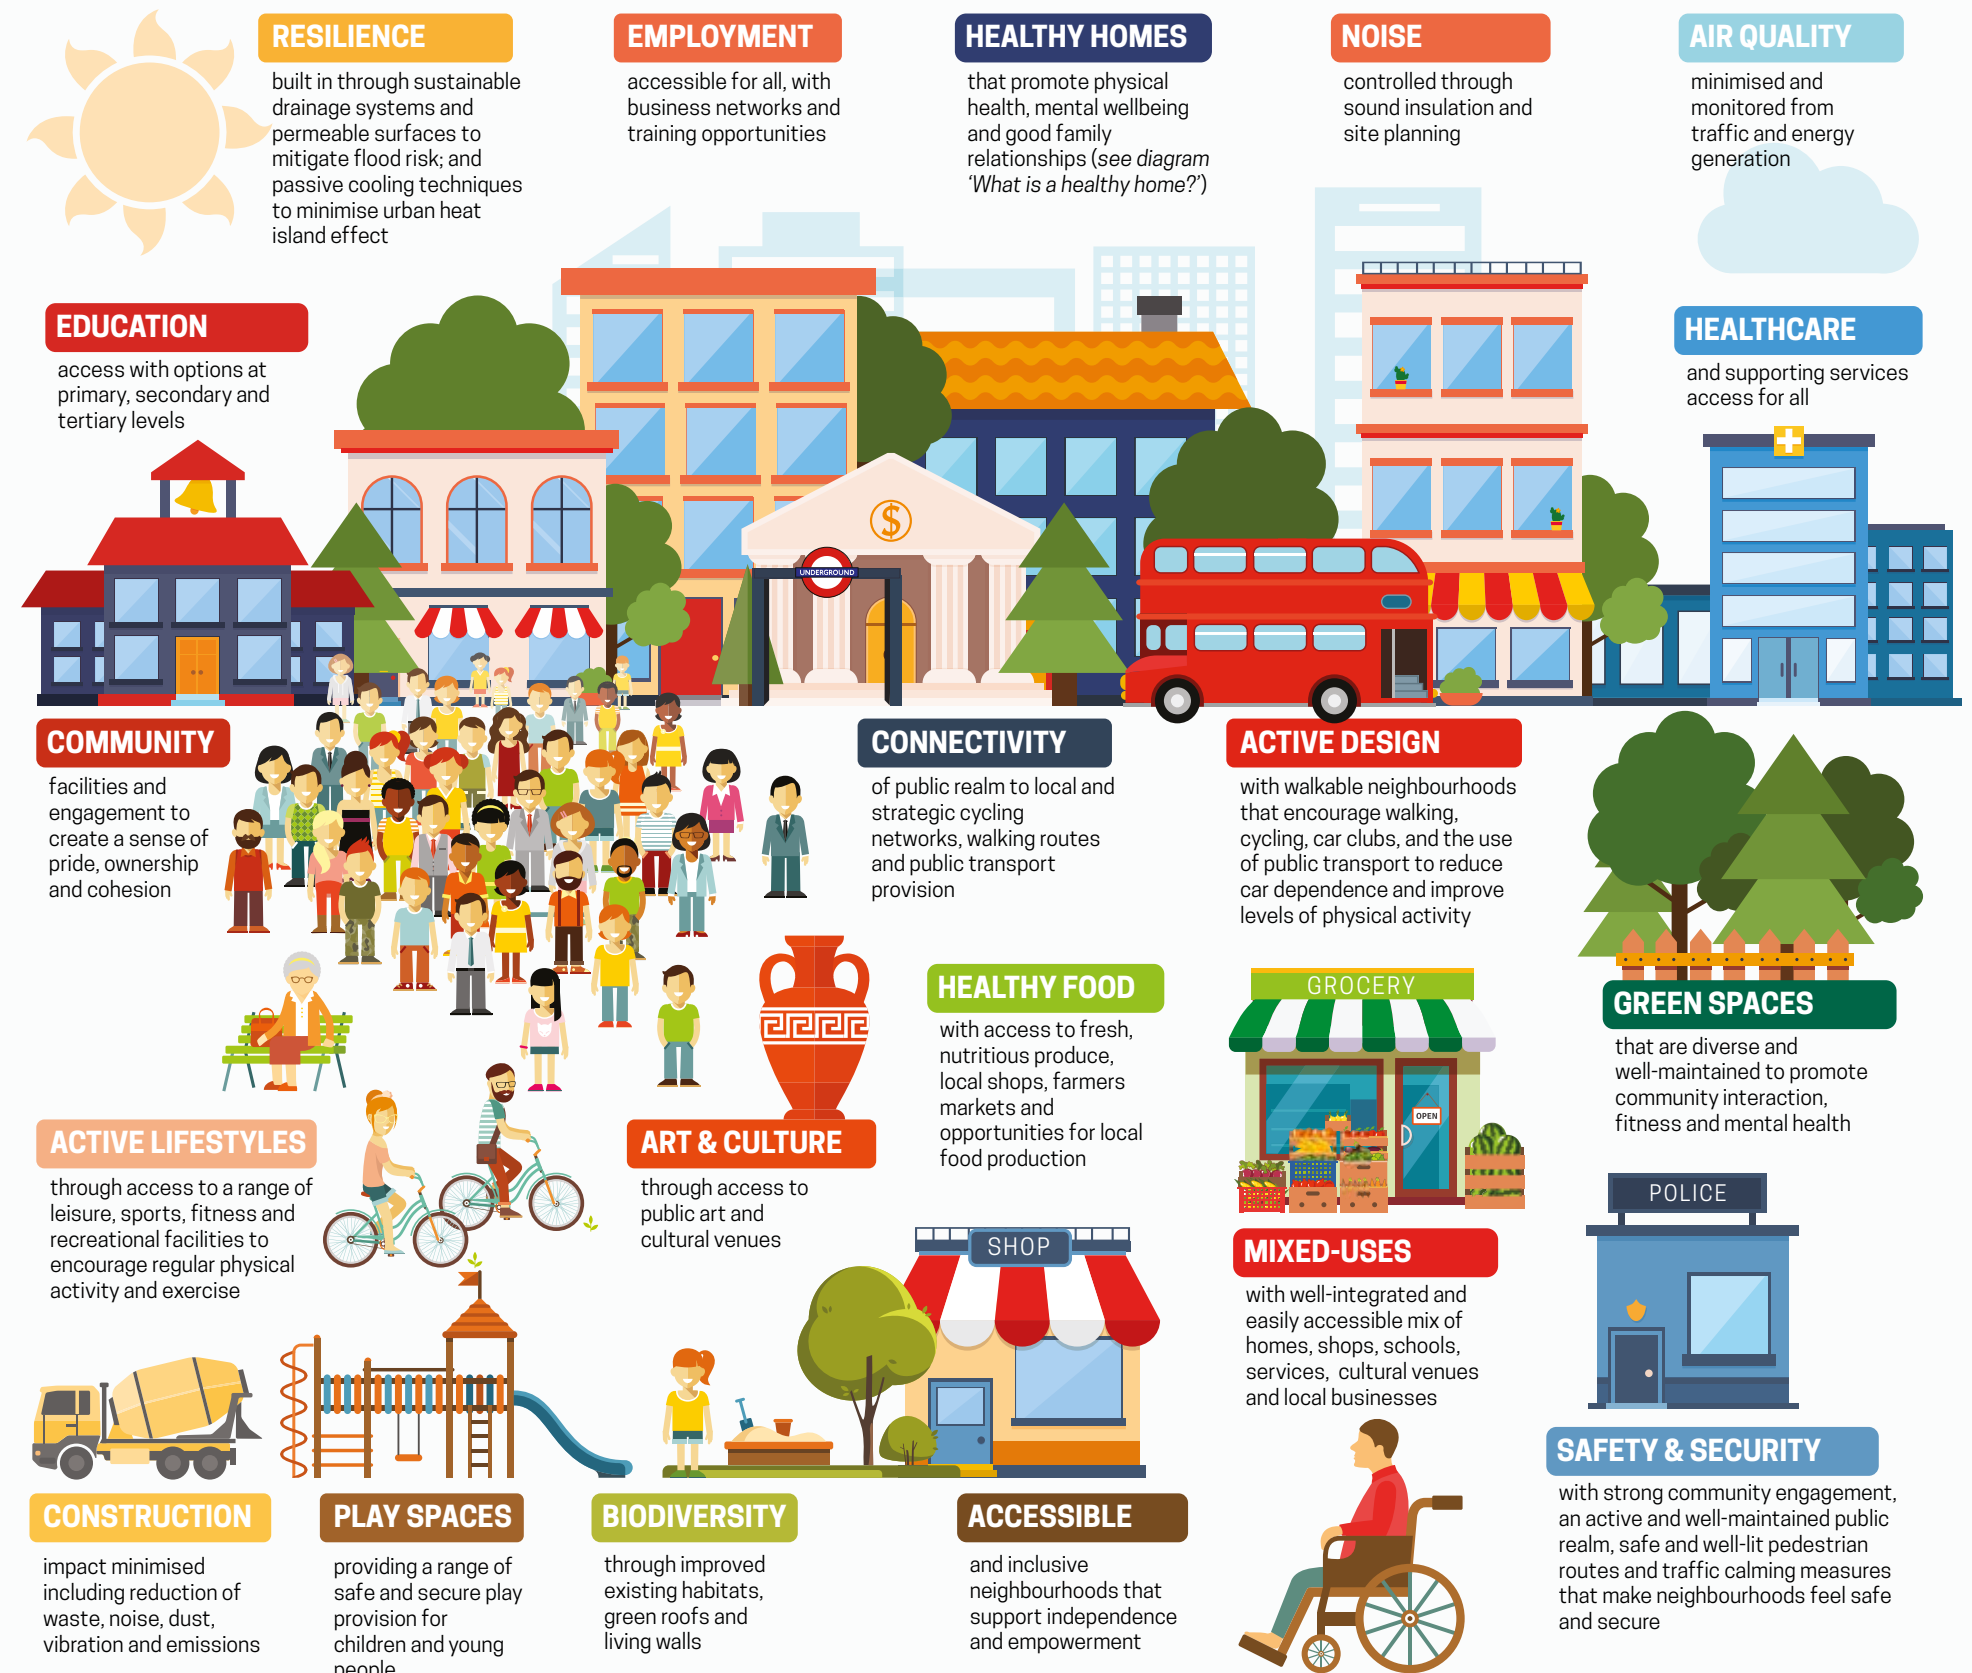 RESILIENCE
built in through sustainable
drainage systems and
permeable surfaces to
mitigate flood risk; and
passive cooling techniques
to minimise urban heat
island effect
EMPLOYMENT
accessible for all, with
business networks and
training opportunities
HEALTHY HOMES
that promote physical
health, mental wellbeing
and good family
relationships (see diagram
‘What is a healthy home?’)
NOISE
controlled through
sound insulation and
site planning
AIR QUALITY
minimised and
monitored from
traffic and energy
generation
EDUCATION
access with options at
primary, secondary and
tertiary levels
HEALTHCARE
and supporting services
access for all
$
UNDERGROUND
COMMUNITY
facilities and
engagement to
create a sense of
pride, ownership
and cohesion
CONNECTIVITY
of public realm to local and
strategic cycling
networks, walking routes
and public transport
provision
ACTIVE DESIGN
with walkable neighbourhoods
that encourage walking,
cycling, car clubs, and the use
of public transport to reduce
car dependence and improve
levels of physical activity
HEALTHY FOOD
with access to fresh,
nutritious produce,
local shops, farmers
markets and
opportunities for local
food production
GROCERY
OPEN
GREEN SPACES
that are diverse and
well-maintained to promote
community interaction,
fitness and mental health
ACTIVE LIFESTYLES
through access to a range of
leisure, sports, fitness and
recreational facilities to
encourage regular physical
activity and exercise
ART & CULTURE
through access to
public art and
cultural venues
SHOP
MIXED-USES
with well-integrated and
easily accessible mix of
homes, shops, schools,
services, cultural venues
and local businesses
POLICE
SAFETY & SECURITY
with strong community engagement,
an active and well-maintained public
realm, safe and well-lit pedestrian
routes and traffic calming measures
that make neighbourhoods feel safe
and secure
CONSTRUCTION
impact minimised
including reduction of
waste, noise, dust,
vibration and emissions
PLAY SPACES
providing a range of
safe and secure play
provision for
children and young
people
BIODIVERSITY
through improved
existing habitats,
green roofs and
living walls
ACCESSIBLE
and inclusive
neighbourhoods that
support independence
and empowerment